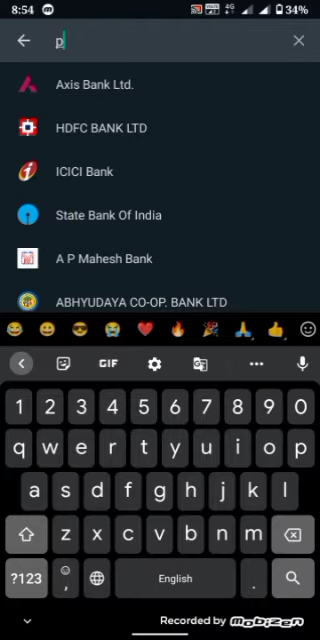 8:54 4G 34%
p
Axis Bank Ltd.
HDFC BANK LTD
ICICI Bank
State Bank Of India
A P Mahesh Bank
ABHYUDAYA CO-OP. BANK LTD
GIF
1 2 3 4 5 6 7 8 9 0
q w e r t y u i o p
a s d f g h j k l
z x c v b n m
?123 , English .
Recorded by mobizen